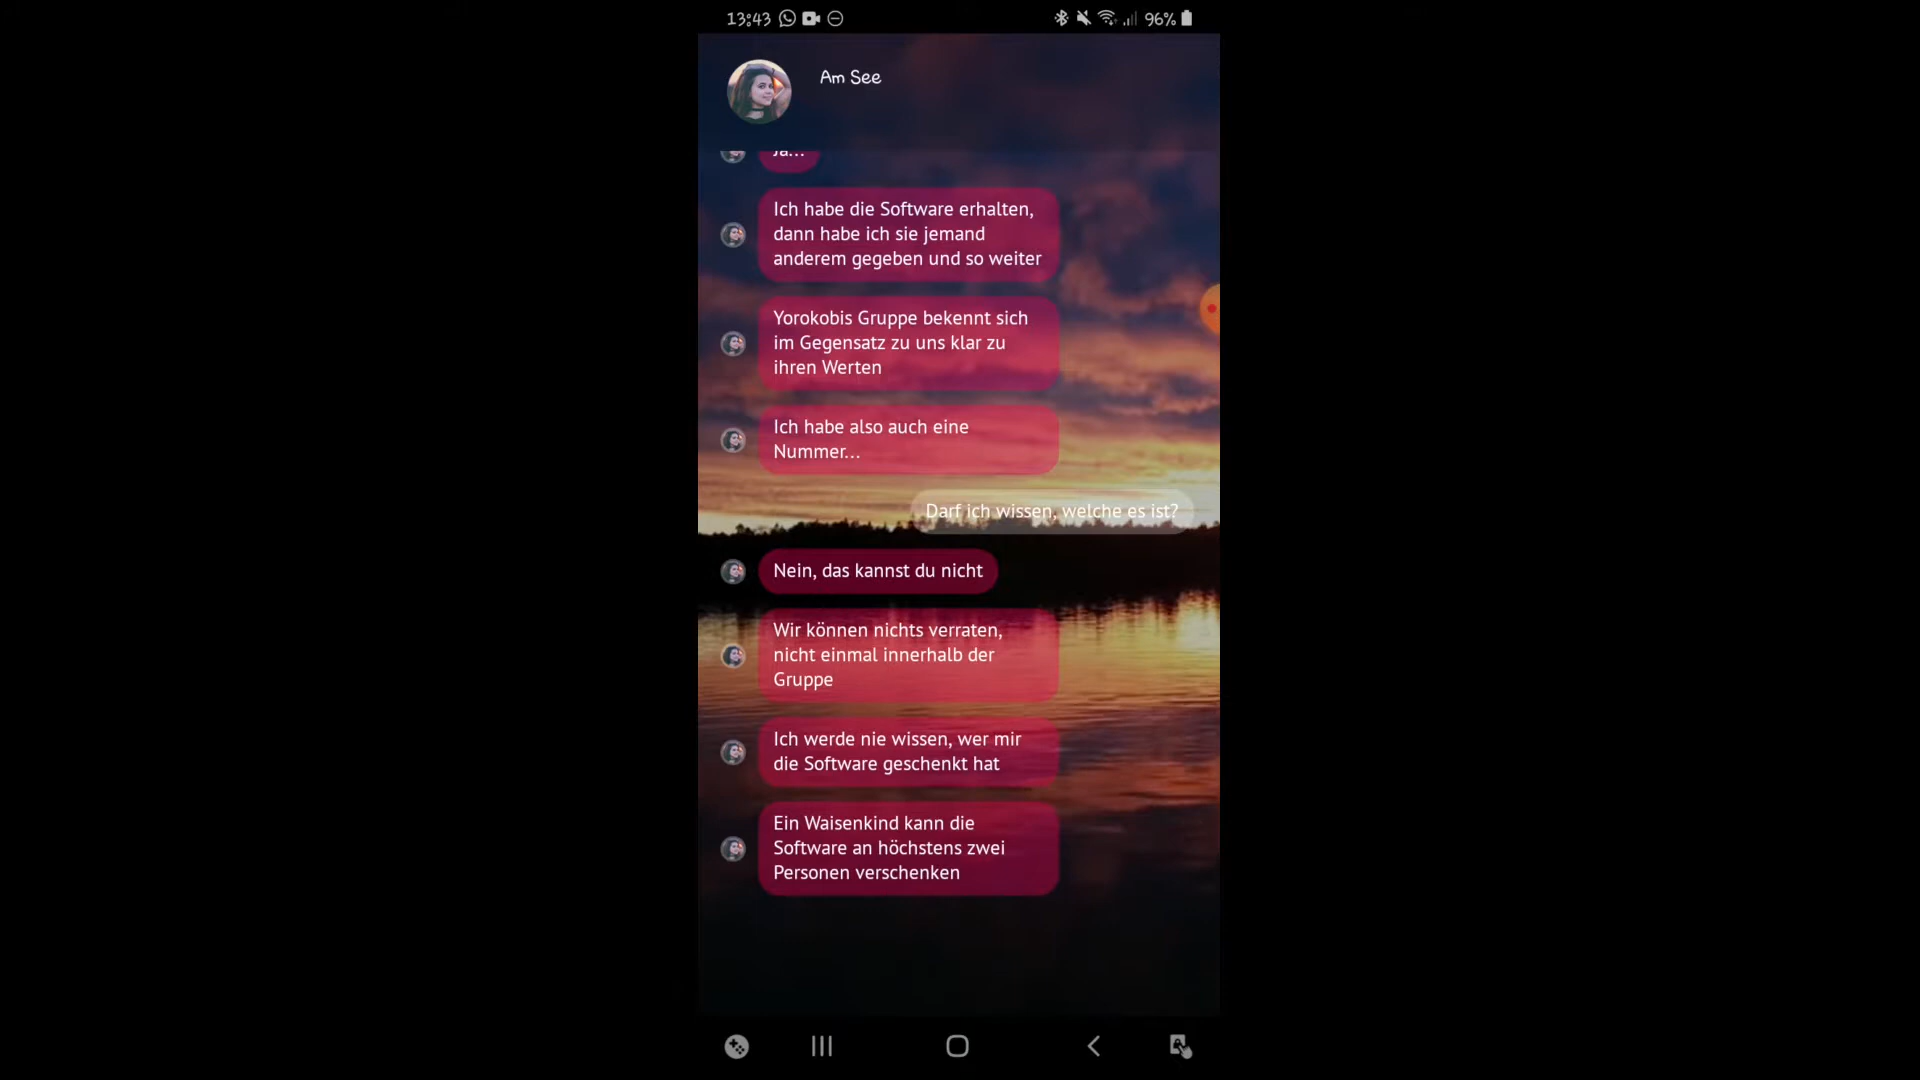 13:43
96%
Am See
Ja...
Ich habe die Software erhalten,
dann habe ich sie jemand
anderem gegeben und so weiter
Yorokobis Gruppe bekennt sich
im Gegensatz zu uns klar zu
ihren Werten
Ich habe also auch eine
Nummer...
Darf ich wissen, welche es ist?
Nein, das kannst du nicht
Wir können nichts verraten,
nicht einmal innerhalb der
Gruppe
Ich werde nie wissen, wer mir
die Software geschenkt hat
Ein Waisenkind kann die
Software an höchstens zwei
Personen verschenken